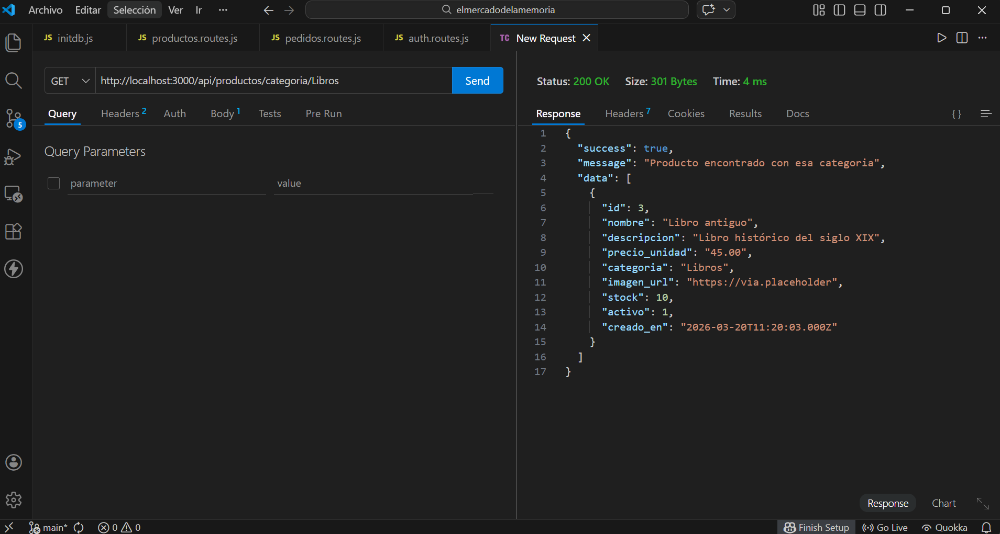 Archivo Editar Selección Ver Ir ··· elmercadodelamemoria
JS initdb.js JS productos.routes.js JS pedidos.routes.js JS auth.routes.js TC New Request
GET http://localhost:3000/api/productos/categoria/Libros Send
Status: 200 OK Size: 301 Bytes Time: 4 ms
Query Headers 2 Auth Body 1 Tests Pre Run
Response Headers 7 Cookies Results Docs { }
5
Query Parameters
parameter value
1 {
2 "success": true,
3 "message": "Producto encontrado con esa categoria",
4 "data": [
5 {
6 "id": 3,
7 "nombre": "Libro antiguo",
8 "descripcion": "Libro histórico del siglo XIX",
9 "precio_unidad": "45.00",
10 "categoria": "Libros",
11 "imagen_url": "https://via.placeholder",
12 "stock": 10,
13 "activo": 1,
14 "creado_en": "2026-03-20T11:20:03.000Z"
15 }
16 ]
17 }
Response Chart
main* 0 0 Finish Setup Go Live Quokka